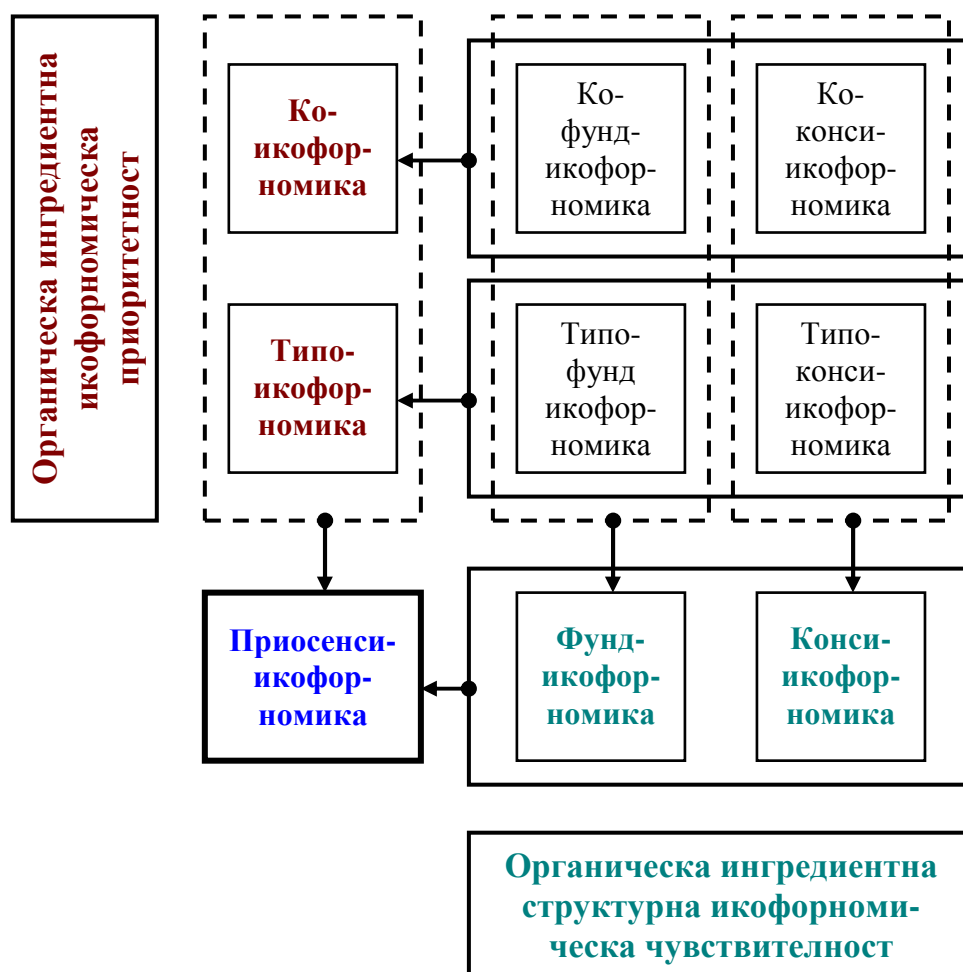 Органическа ингредиентна
икофорномическа
приоритетност
Ко-
икофор-
номика
Ко-
фунд-
икофор-
номика
Ко-
конси-
икофор-
номика
Типо-
икофор-
номика
Типо-
фунд
икофор-
номика
Типо-
конси-
икофор-
номика
Приосенси-
икофор-
номика
Фунд-
икофор-
номика
Конси-
икофор-
номика
Органическа ингредиентна
структурна икофорноми-
ческа чувствителност